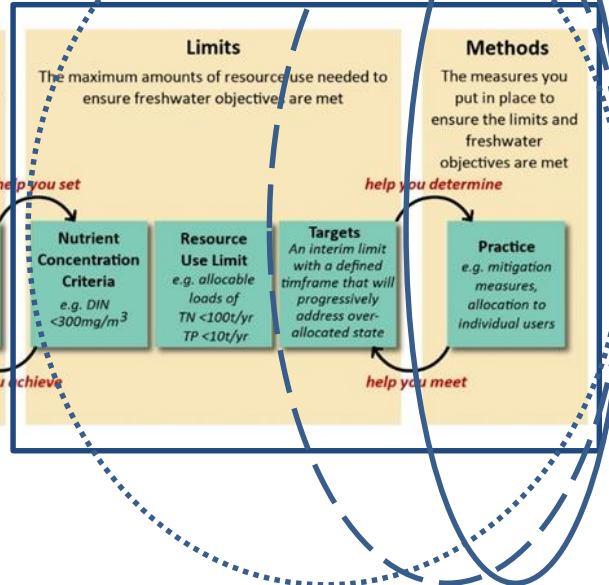 Limits
The maximum amounts of resource use needed to
ensure freshwater objectives are met
Methods
The measures you
put in place to
ensure the limits and
freshwater
objectives are met
help you set
help you determine
Nutrient
Concentration
Criteria
e.g. DIN
<300mg/m³
Resource
Use Limit
e.g. allocable
loads of
TN <100t/yr
TP <10t/yr
Targets
An interim limit
with a defined
timframe that will
progressively
address over-
allocated state
Practice
e.g. mitigation
measures,
allocation to
individual users
achieve
help you meet